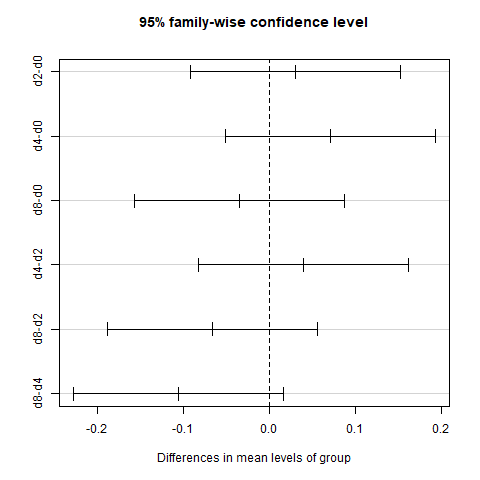 95% family-wise confidence level
d2-d0
d4-d0
d8-d0
d4-d2
d8-d2
d8-d4
-0.2 -0.1 0.0 0.1 0.2
Differences in mean levels of group